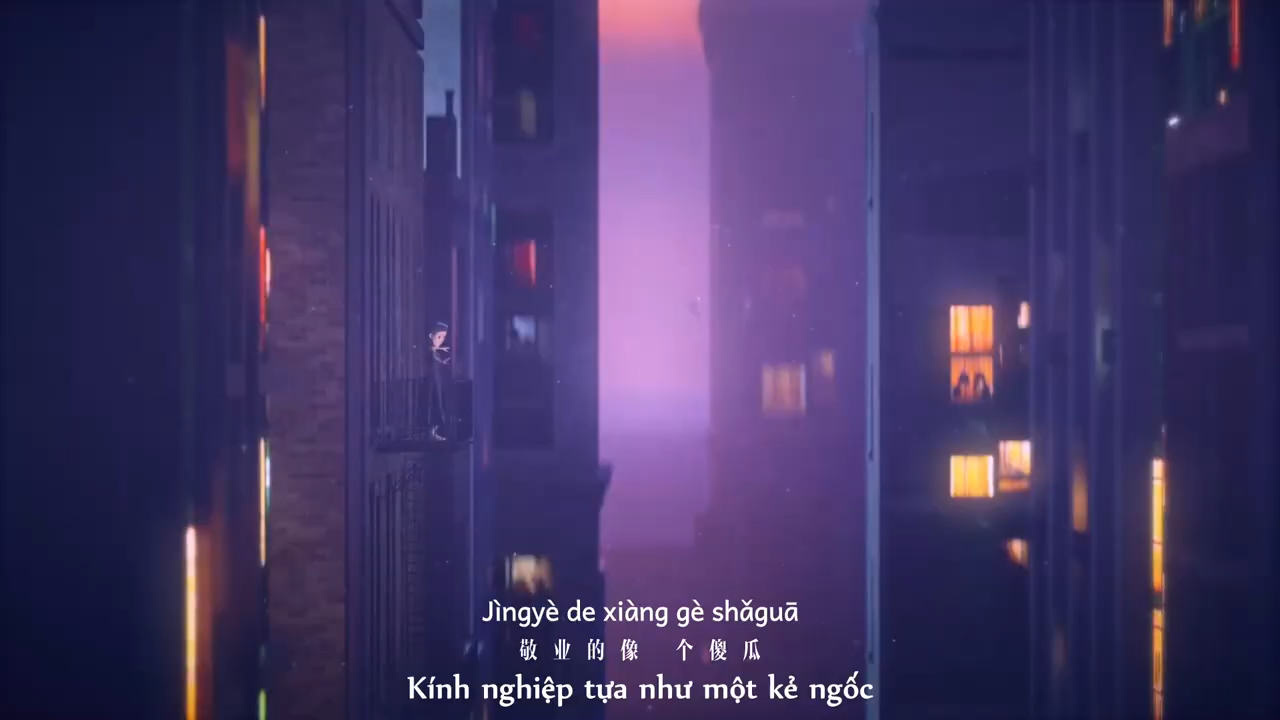 Jìngyè de xiàng gè shǎguā
敬业的像 个傻瓜
Kính nghiệp tựa như một kẻ ngốc